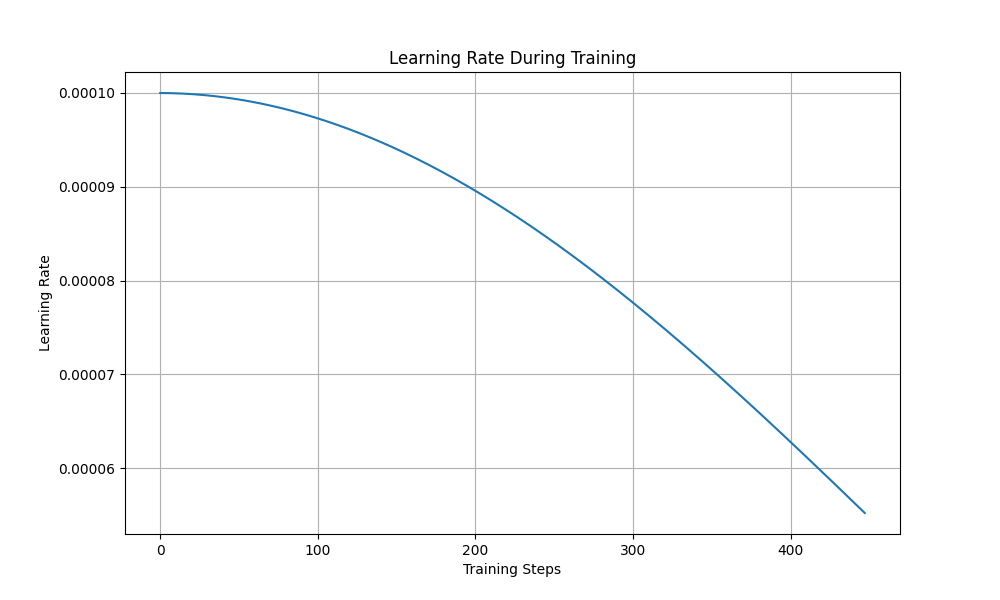 Learning Rate During Training
0.00010
0.00009
0.00008
0.00007
0.00006
Learning Rate
0 100 200 300 400
Training Steps